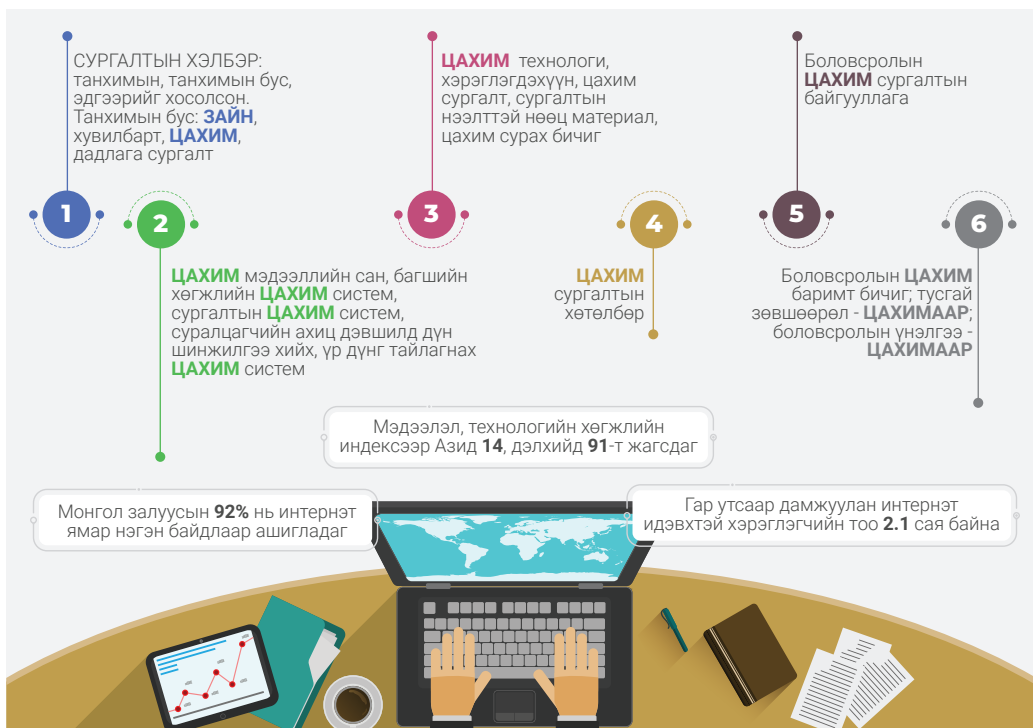 СУРГАЛТЫН ХЭЛБЭР:
танхимын, танхимын бус,
эдгээрийг хосолсон.
Танхимын бус: ЗАЙН,
хувилбарт, ЦАХИМ,
дадлага сургалт
1
2
ЦАХИМ мэдээллийн сан, багшийн
хөгжлийн ЦАХИМ систем,
сургалтын ЦАХИМ систем,
суралцагчийн ахиц дэвшилд дүн
шинжилгээ хийх, үр дүнг тайлагнах
ЦАХИМ систем
ЦАХИМ технологи,
хэрэглэгдэхүүн, цахим
сургалт, сургалтын
нээлттэй нөөц материал,
цахим сурах бичиг
3
4
ЦАХИМ
сургалтын
хөтөлбөр
Боловсролын
ЦАХИМ сургалтын
байгууллага
5
6
Боловсролын ЦАХИМ
баримт бичиг; тусгай
зөвшөөрөл - ЦАХИМААР;
боловсролын үнэлгээ -
ЦАХИМААР
Мэдээлэл, технологийн хөгжлийн
индексээр Азид 14, дэлхийд 91-т жагсдаг
Монгол залуусын 92% нь интернэт
ямар нэгэн байдлаар ашигладаг
Гар утсаар дамжуулан интернэт
идэвхтэй хэрэглэгчийн тоо 2.1 сая байна